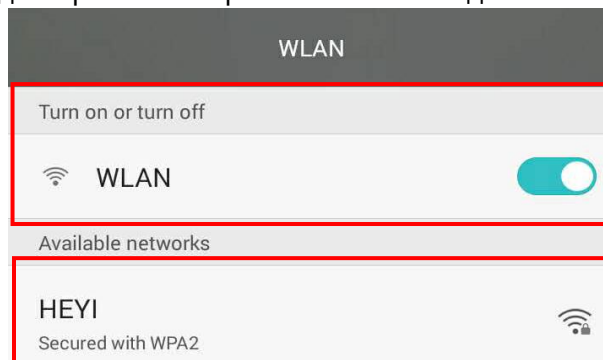 WLAN
Turn on or turn off
WLAN
Available networks
HEYI
Secured with WPA2